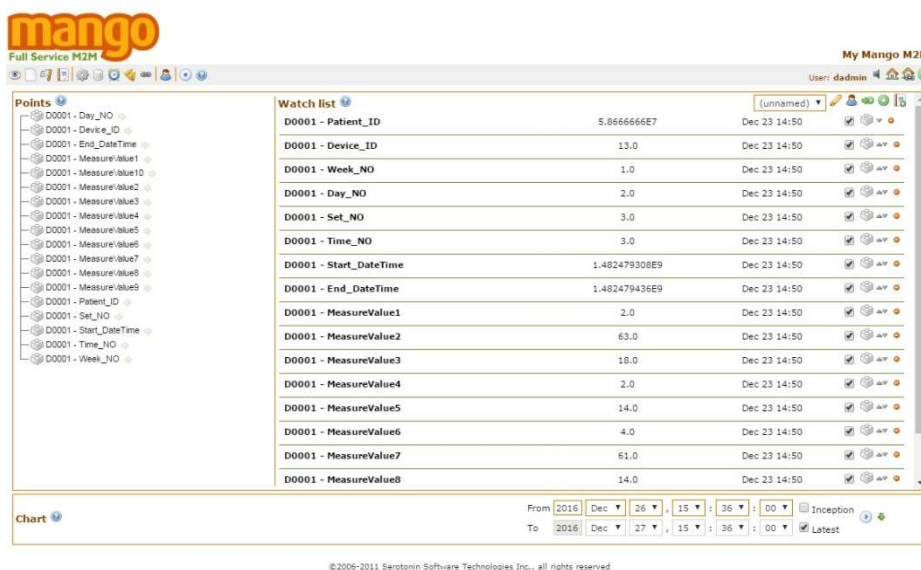 mango
Full Service M2M
My Mango M2
User: dadmin
Points
D0001 - Day_NO
D0001 - Device_ID
D0001 - End_DateTime
D0001 - MeasureValue1
D0001 - MeasureValue10
D0001 - MeasureValue2
D0001 - MeasureValue3
D0001 - MeasureValue4
D0001 - MeasureValue5
D0001 - MeasureValue6
D0001 - MeasureValue7
D0001 - MeasureValue8
D0001 - MeasureValue9
D0001 - Patient_ID
D0001 - Set_NO
D0001 - Start_DateTime
D0001 - Time_NO
D0001 - Week_NO
Watch list (unnamed)
D0001 - Patient_ID 5.8666666E7 Dec 23 14:50
D0001 - Device_ID 13.0 Dec 23 14:50
D0001 - Week_NO 1.0 Dec 23 14:50
D0001 - Day_NO 2.0 Dec 23 14:50
D0001 - Set_NO 3.0 Dec 23 14:50
D0001 - Time_NO 3.0 Dec 23 14:50
D0001 - Start_DateTime 1.482479308E9 Dec 23 14:50
D0001 - End_DateTime 1.482479436E9 Dec 23 14:50
D0001 - MeasureValue1 2.0 Dec 23 14:50
D0001 - MeasureValue2 63.0 Dec 23 14:50
D0001 - MeasureValue3 18.0 Dec 23 14:50
D0001 - MeasureValue4 2.0 Dec 23 14:50
D0001 - MeasureValue5 14.0 Dec 23 14:50
D0001 - MeasureValue6 4.0 Dec 23 14:50
D0001 - MeasureValue7 61.0 Dec 23 14:50
D0001 - MeasureValue8 14.0 Dec 23 14:50
Chart
From 2016 Dec 26 , 15 : 36 : 00 Inception
To 2016 Dec 27 , 15 : 36 : 00 Latest
©2006-2011 Serotonin Software Technologies Inc., all rights reserved